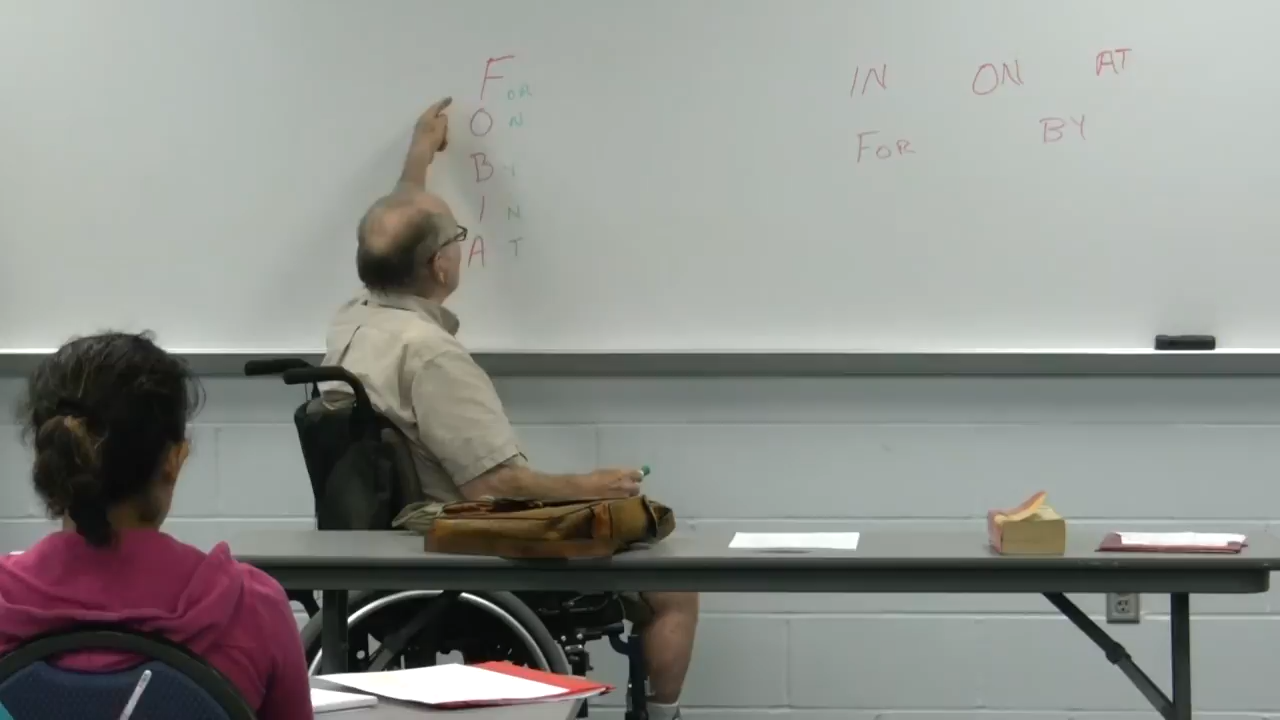 FOR
ON
BY
IN
AT
IN ON AT
FOR BY